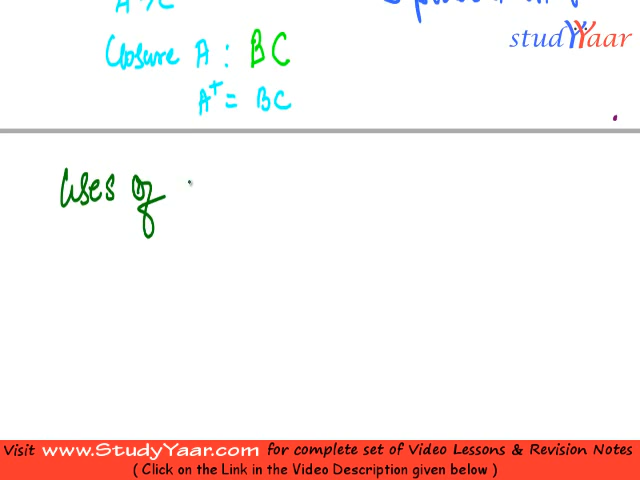 A → C
studYYaar
Closure A : BC
A⁺ = BC
Uses of
Visit www.StudyYaar.com for complete set of Video Lessons & Revision Notes
( Click on the Link in the Video Description given below )